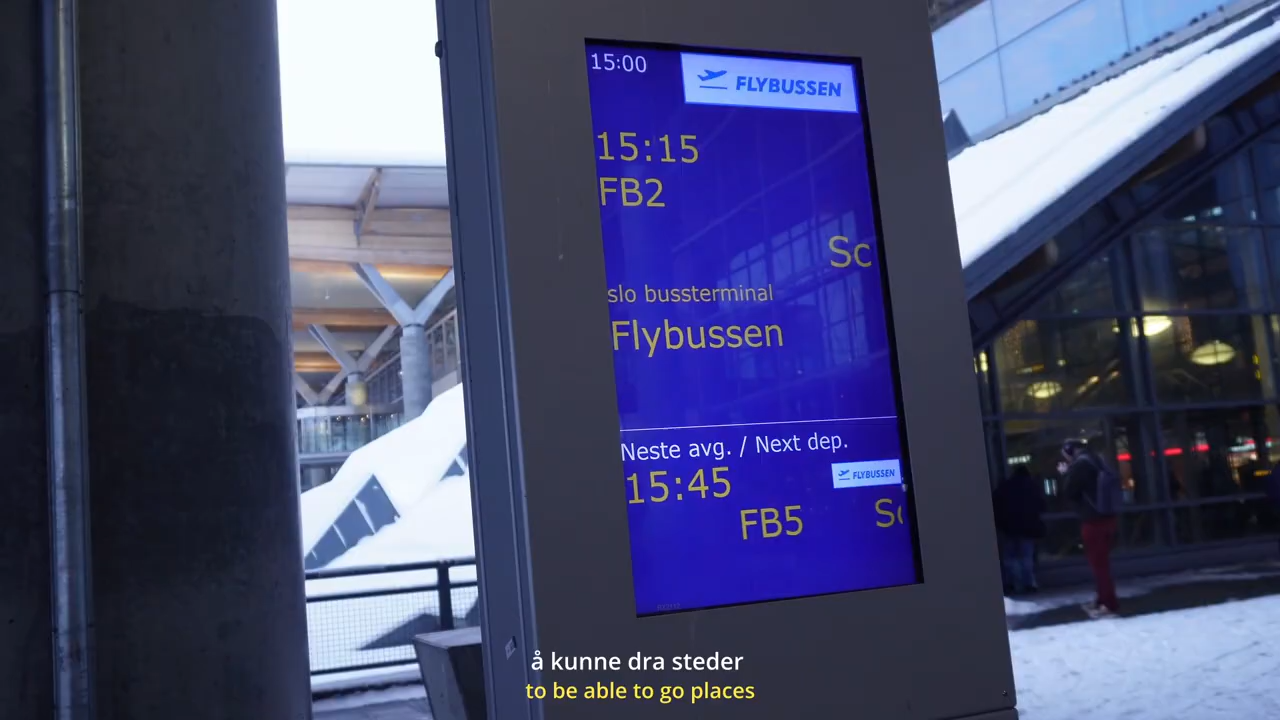 15:00
FLYBUSSEN
15:15
FB2
Sc
slo bussterminal
Flybussen
Neste avg. / Next dep.
15:45
FLYBUSSEN
FB5
Sc
å kunne dra steder
to be able to go places